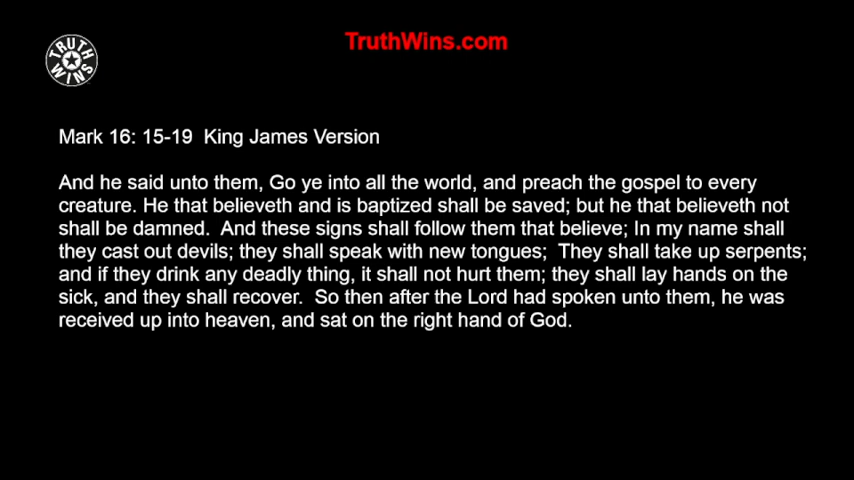 TruthWins.com
TRUTH
WINS
Mark 16: 15-19  King James Version
And he said unto them, Go ye into all the world, and preach the gospel to every
creature. He that believeth and is baptized shall be saved; but he that believeth not
shall be damned.  And these signs shall follow them that believe; In my name shall
they cast out devils; they shall speak with new tongues;  They shall take up serpents;
and if they drink any deadly thing, it shall not hurt them; they shall lay hands on the
sick, and they shall recover.  So then after the Lord had spoken unto them, he was
received up into heaven, and sat on the right hand of God.